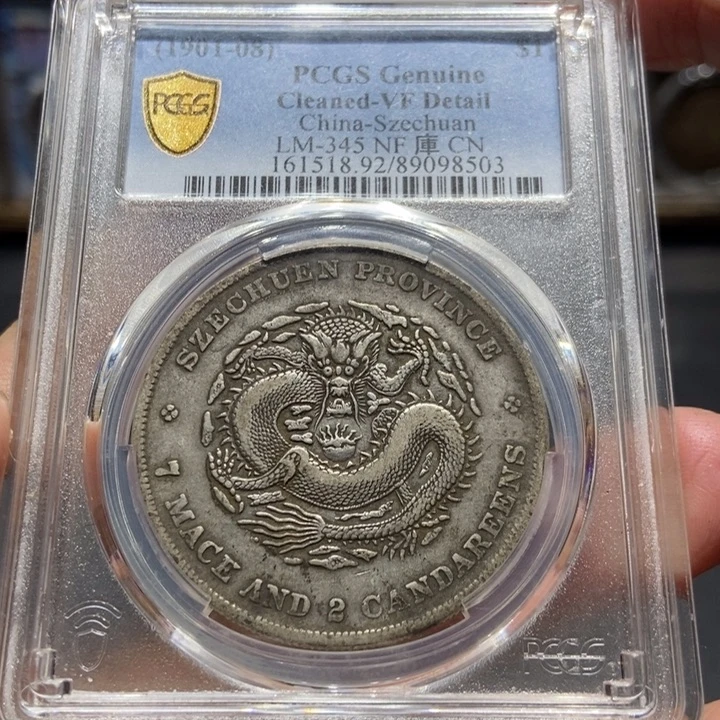 (1901-08) $1
PCGS Genuine
Cleaned-VF Detail
China-Szechuan
LM-345 NF 庫 CN
161518.92/89098503
PCGS
SZECHUEN PROVINCE
7 MACE AND 2 CANDAREENS
PCGS